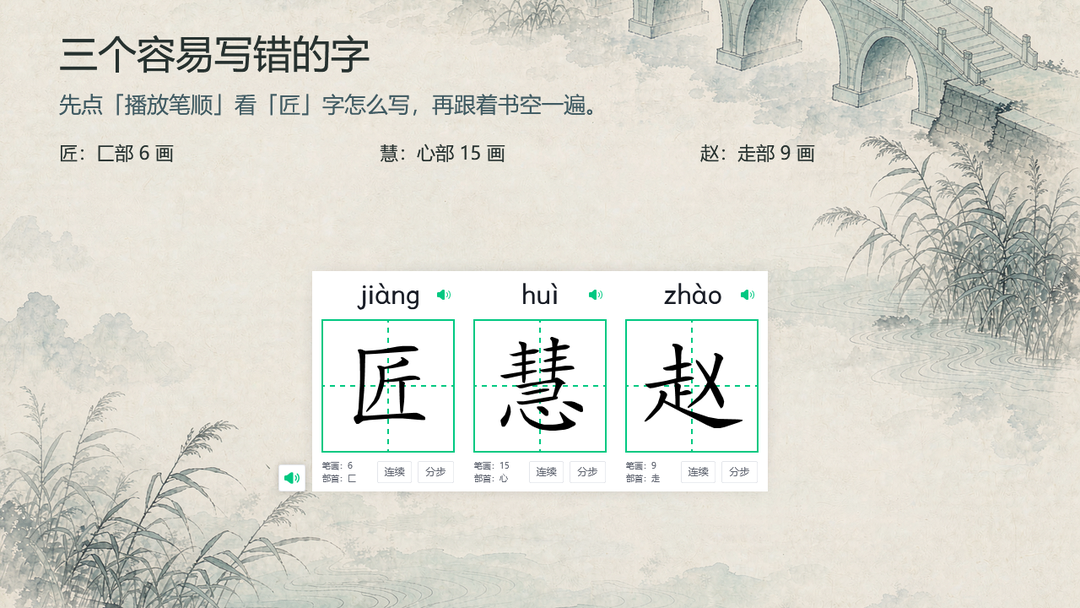 三个容易写错的字
先点「播放笔顺」看「匠」字怎么写，再跟着书空一遍。
匠：匚部 6 画
慧：心部 15 画
赵：走部 9 画
jiàng
huì
zhào
匠
慧
赵
笔画：6
部首：匚
连续
分步
笔画：15
部首：心
连续
分步
笔画：9
部首：走
连续
分步